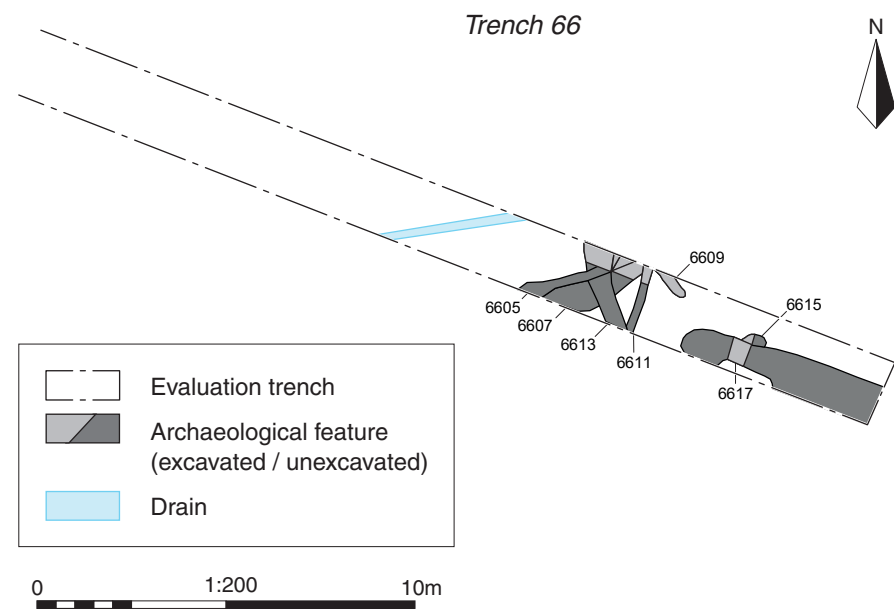 Trench 66
N
6609
6605
6607
6613
6611
6615
6617
Evaluation trench
Archaeological feature
(excavated / unexcavated)
Drain
0 1:200 10m